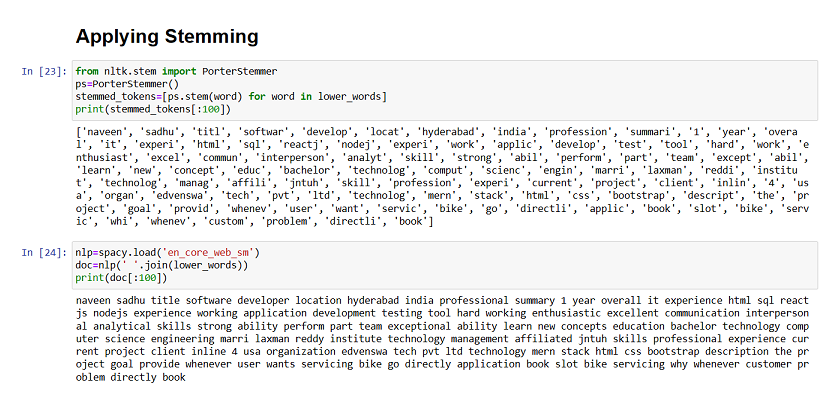 Applying Stemming
In [23]: from nltk.stem import PorterStemmer
ps=PorterStemmer()
stemmed_tokens=[ps.stem(word) for word in lower_words]
print(stemmed_tokens[:100])
['naveen', 'sadhu', 'titl', 'softwar', 'develop', 'locat', 'hyderabad', 'india', 'profession', 'summari', '1', 'year', 'overa
l', 'it', 'experi', 'html', 'sql', 'reactj', 'nodej', 'experi', 'work', 'applic', 'develop', 'test', 'tool', 'hard', 'work', 'e
nthusiast', 'excel', 'commun', 'interperson', 'analyt', 'skill', 'strong', 'abil', 'perform', 'part', 'team', 'except', 'abil',
'learn', 'new', 'concept', 'educ', 'bachelor', 'technolog', 'comput', 'scienc', 'engin', 'marri', 'laxman', 'reddi', 'institu
t', 'technolog', 'manag', 'affili', 'jntuh', 'skill', 'profession', 'experi', 'current', 'project', 'client', 'inlin', '4', 'us
a', 'organ', 'edvenswa', 'tech', 'pvt', 'ltd', 'technolog', 'mern', 'stack', 'html', 'css', 'bootstrap', 'descript', 'the', 'pr
oject', 'goal', 'provid', 'whenev', 'user', 'want', 'servic', 'bike', 'go', 'directli', 'applic', 'book', 'slot', 'bike', 'serv
ic', 'whi', 'whenev', 'custom', 'problem', 'directli', 'book']
In [24]: nlp=spacy.load('en_core_web_sm')
doc=nlp(' '.join(lower_words))
print(doc[:100])
naveen sadhu title software developer location hyderabad india professional summary 1 year overall it experience html sql react
js nodejs experience working application development testing tool hard working enthusiastic excellent communication interperson
al analytical skills strong ability perform part team exceptional ability learn new concepts education bachelor technology comp
uter science engineering marri laxman reddy institute technology management affiliated jntuh skills professional experience cur
rent project client inline 4 usa organization edvenswa tech pvt ltd technology mern stack html css bootstrap description the pr
oject goal provide whenever user wants servicing bike go directly application book slot bike servicing why whenever customer pr
oblem directly book